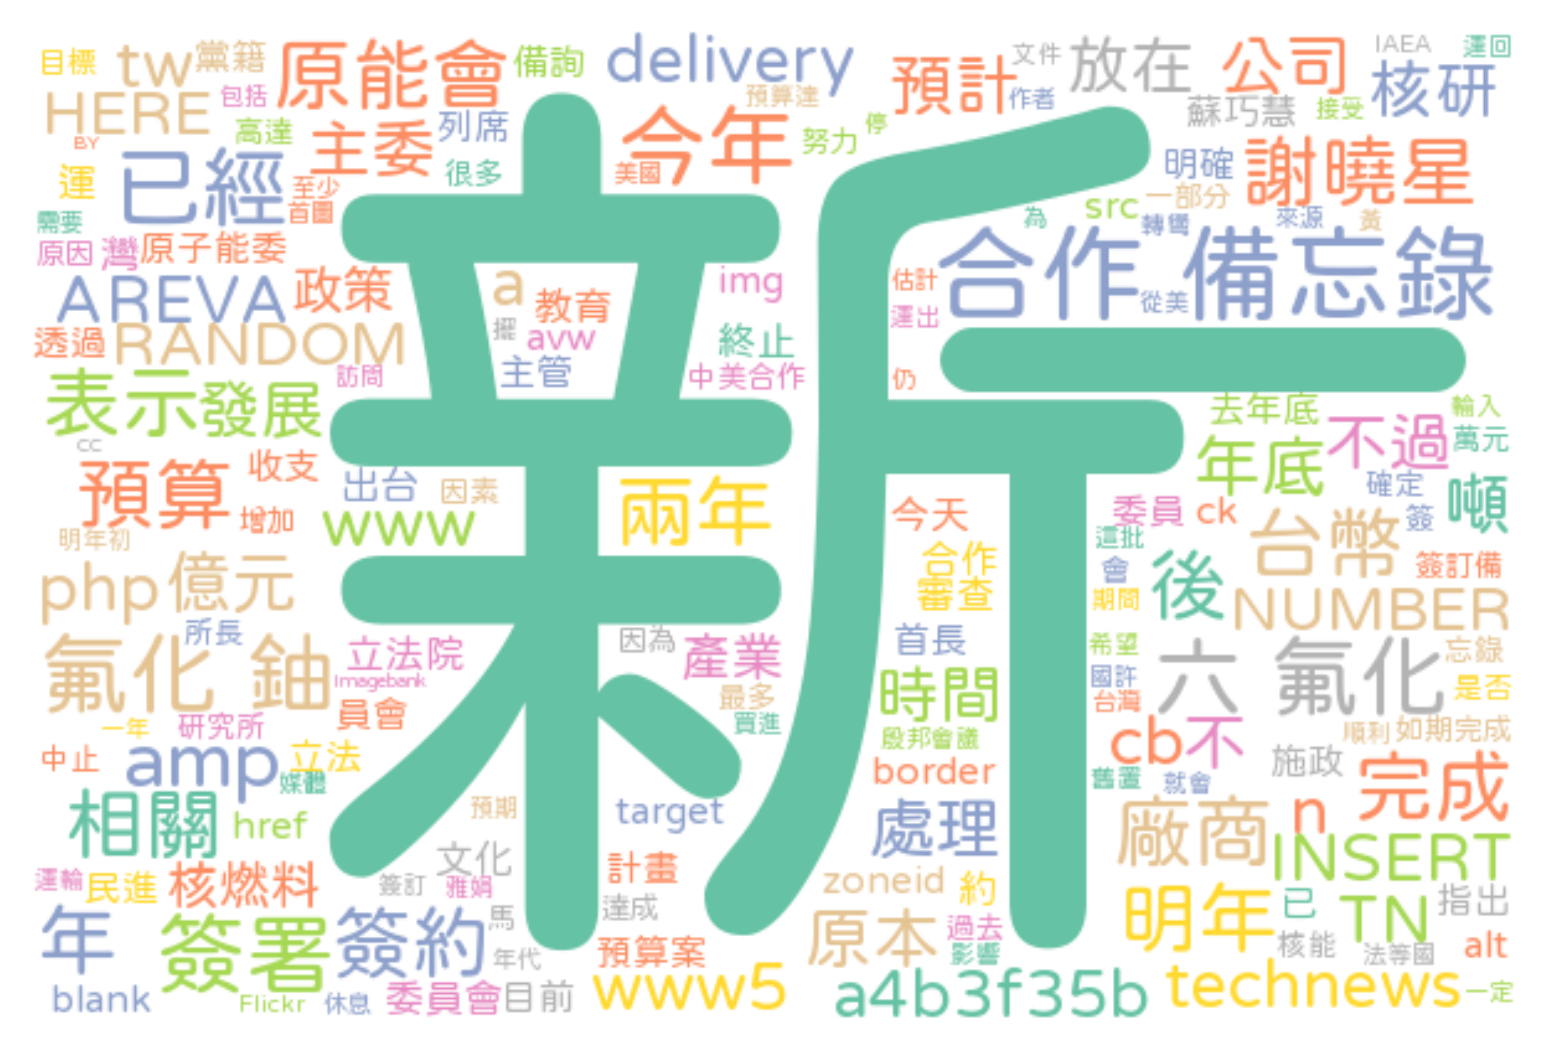 目標 tw 黨籍 原能會 備詢 delivery 預計 文件 放在 公司 IAEA 運回
HERE 包括 預算達 作者 蘇巧慧 接受 核研
BY 高達 主委 列席 今年 努力 停
運 已經 至少 很多 美國 明確 謝曉星
需要 首圖 為 src 一部分 轉彎 來源 黃
原因 灣 原子能委 合作 備忘錄
AREVA 政策 a 教育 img 估計 從美
透過 RANDOM 擺 avw 終止 運出
訪問 主管 中美合作 仍
新
表示 發展 去年底 輸入
cc 年底 不過 萬元
預算 收支 出台 因素 確定
增加 www 兩年 今天 委員 ck 簽 噸
明年初 合作 這批 台幣
php 億元 審查 會 後 簽訂備
期間 NUMBER
所長 因為 首長 希望
氟化 鈾 立法院 產業 六 氟化 忘錄
Imagebank 最多 時間 國許 是否
一年 研究所 員會 買進 台灣 順利 如期完成
中止 amp 立法 殷邦會議 cb 不 施政
媒體 border 舊置 就會 完成
相關 href 預期 target 處理 廠商 n
文化 INSERT
運輸 民進 核燃料 簽訂 雅娟 計畫 zoneid 約
年 簽署 簽約 馬 達成 原本 過去 明年 已 TN 指出
年代 預算案 影響 核能 法等國 alt
blank Flickr 休息 委員會 目前 www5 a4b3f35b technews 一定